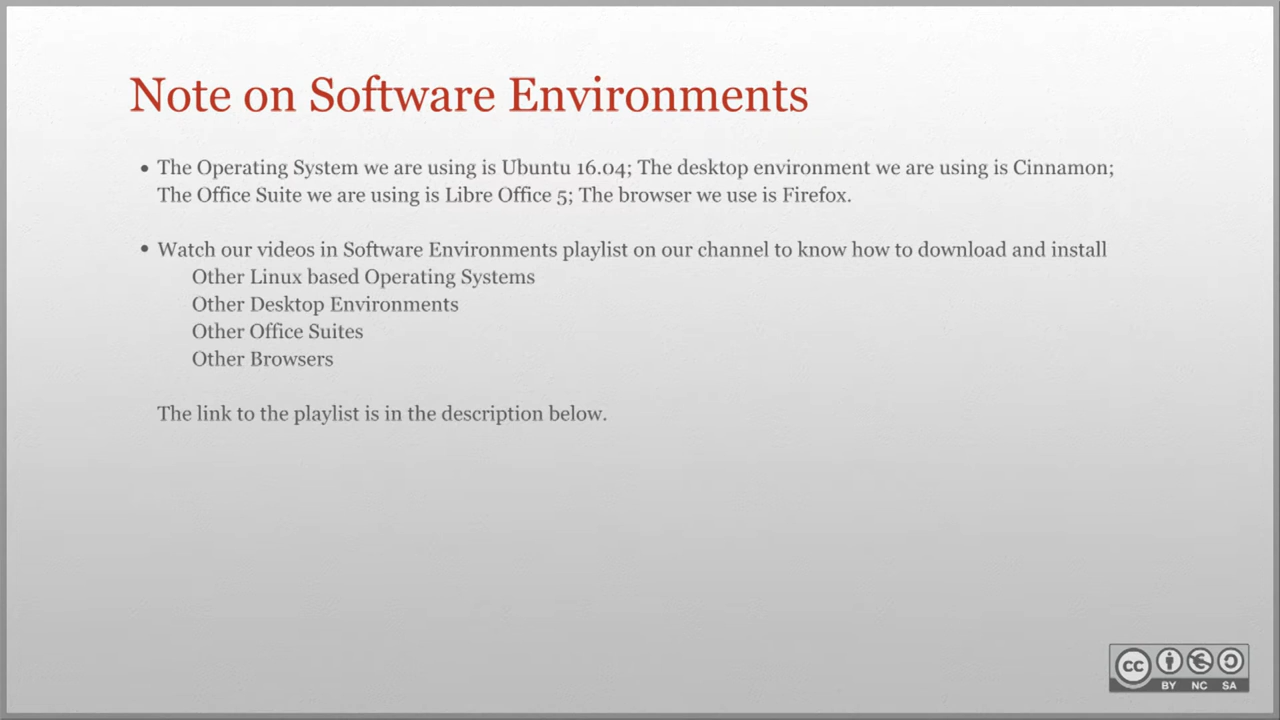 Note on Software Environments
• The Operating System we are using is Ubuntu 16.04; The desktop environment we are using is Cinnamon;
The Office Suite we are using is Libre Office 5; The browser we use is Firefox.
• Watch our videos in Software Environments playlist on our channel to know how to download and install
Other Linux based Operating Systems
Other Desktop Environments
Other Office Suites
Other Browsers
The link to the playlist is in the description below.
cc
BY NC SA